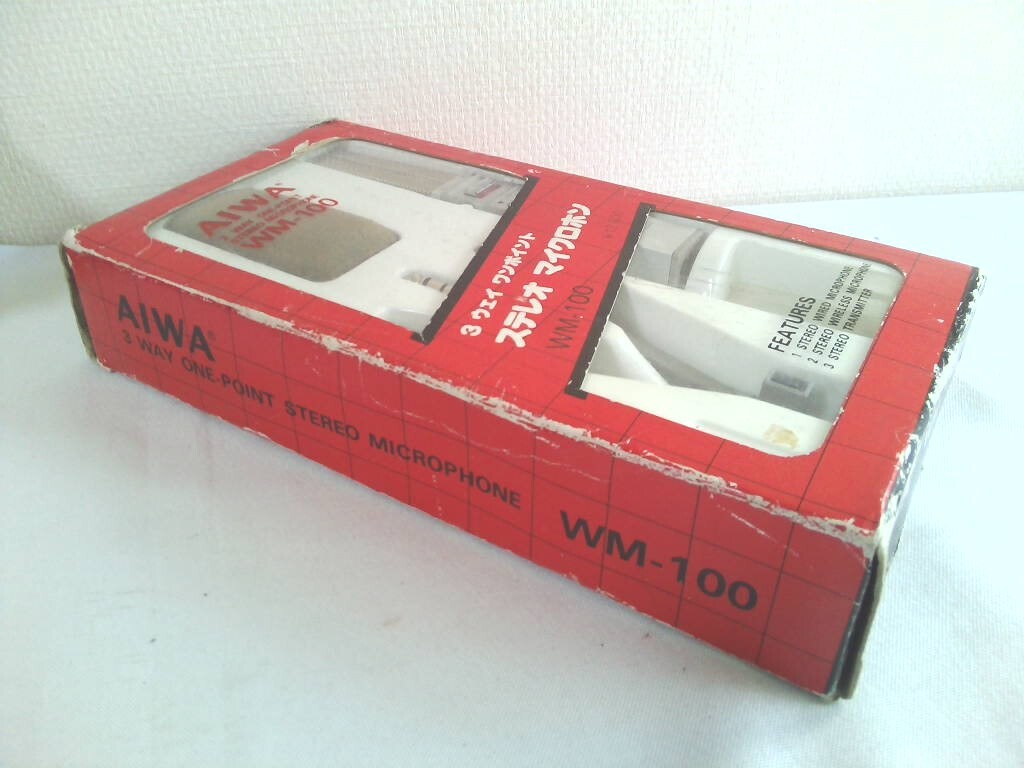 AIWA
WM-100
3 ウエイ ワンポイント
ステレオ マイクロホン
WM-100
FEATURES
1 STEREO WIRED MICROPHONE
2 STEREO WIRELESS MICROPHONE
3 STEREO TRANSMITTER
AIWA®
3 WAY ONE-POINT STEREO MICROPHONE
WM-100